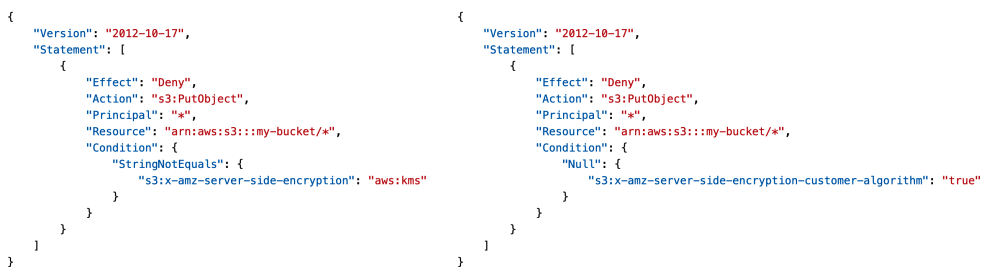 {
    "Version": "2012-10-17",
    "Statement": [
        {
            "Effect": "Deny",
            "Action": "s3:PutObject",
            "Principal": "*",
            "Resource": "arn:aws:s3:::my-bucket/*",
            "Condition": {
                "StringNotEquals": {
                    "s3:x-amz-server-side-encryption": "aws:kms"
                }
            }
        }
    ]
}
{
    "Version": "2012-10-17",
    "Statement": [
        {
            "Effect": "Deny",
            "Action": "s3:PutObject",
            "Principal": "*",
            "Resource": "arn:aws:s3:::my-bucket/*",
            "Condition": {
                "Null": {
                    "s3:x-amz-server-side-encryption-customer-algorithm": "true"
                }
            }
        }
    ]
}